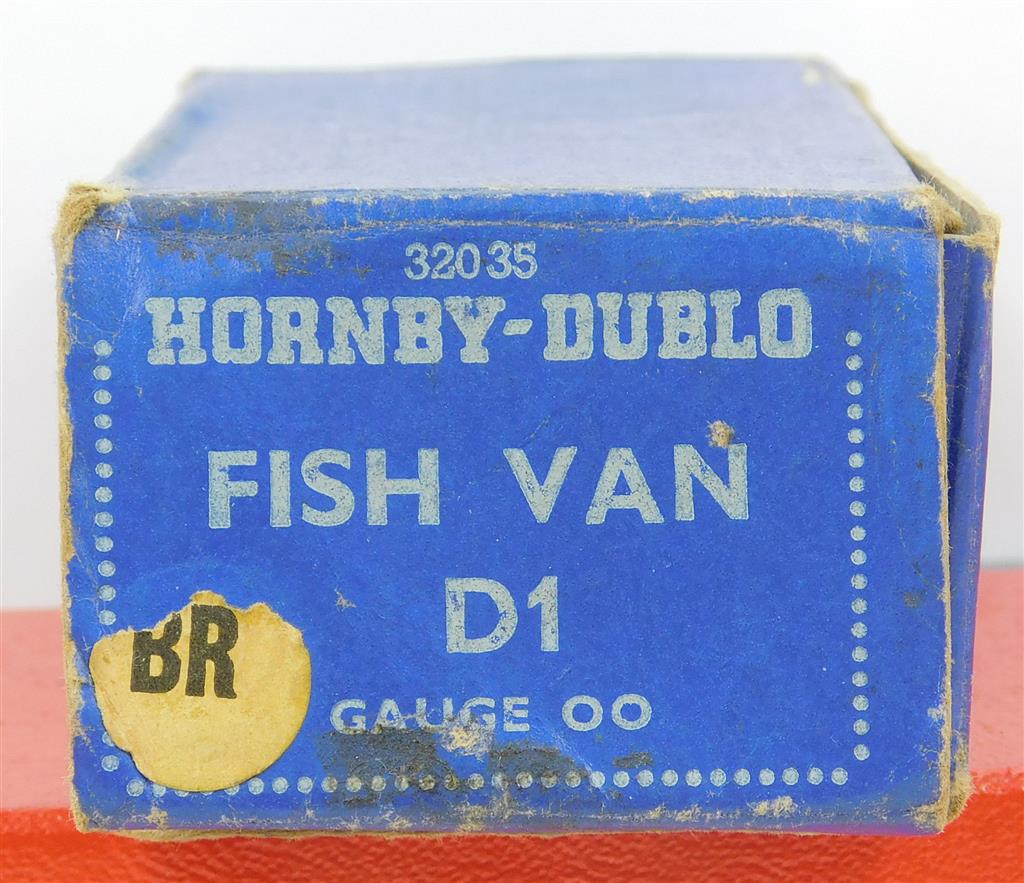 32035
HORNBY-DUBLO
FISH VAN
D1
BR
GAUGE OO